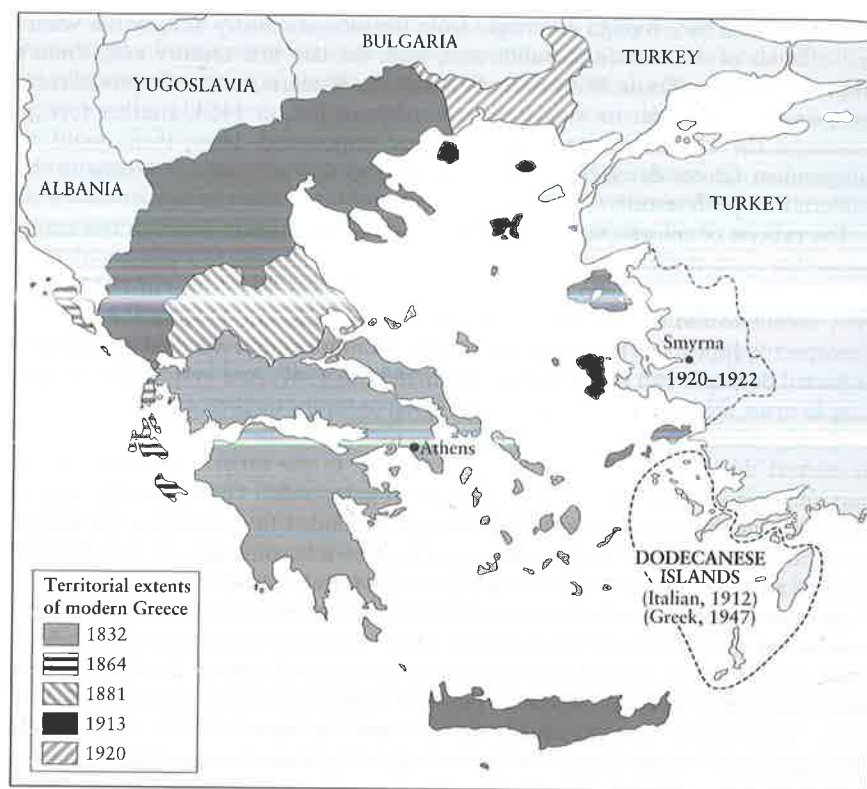 BULGARIA
TURKEY
YUGOSLAVIA
ALBANIA
TURKEY
Smyrna
1920–1922
Athens
DODECANESE
ISLANDS
(Italian, 1912)
(Greek, 1947)
Territorial extents
of modern Greece
1832
1864
1881
1913
1920